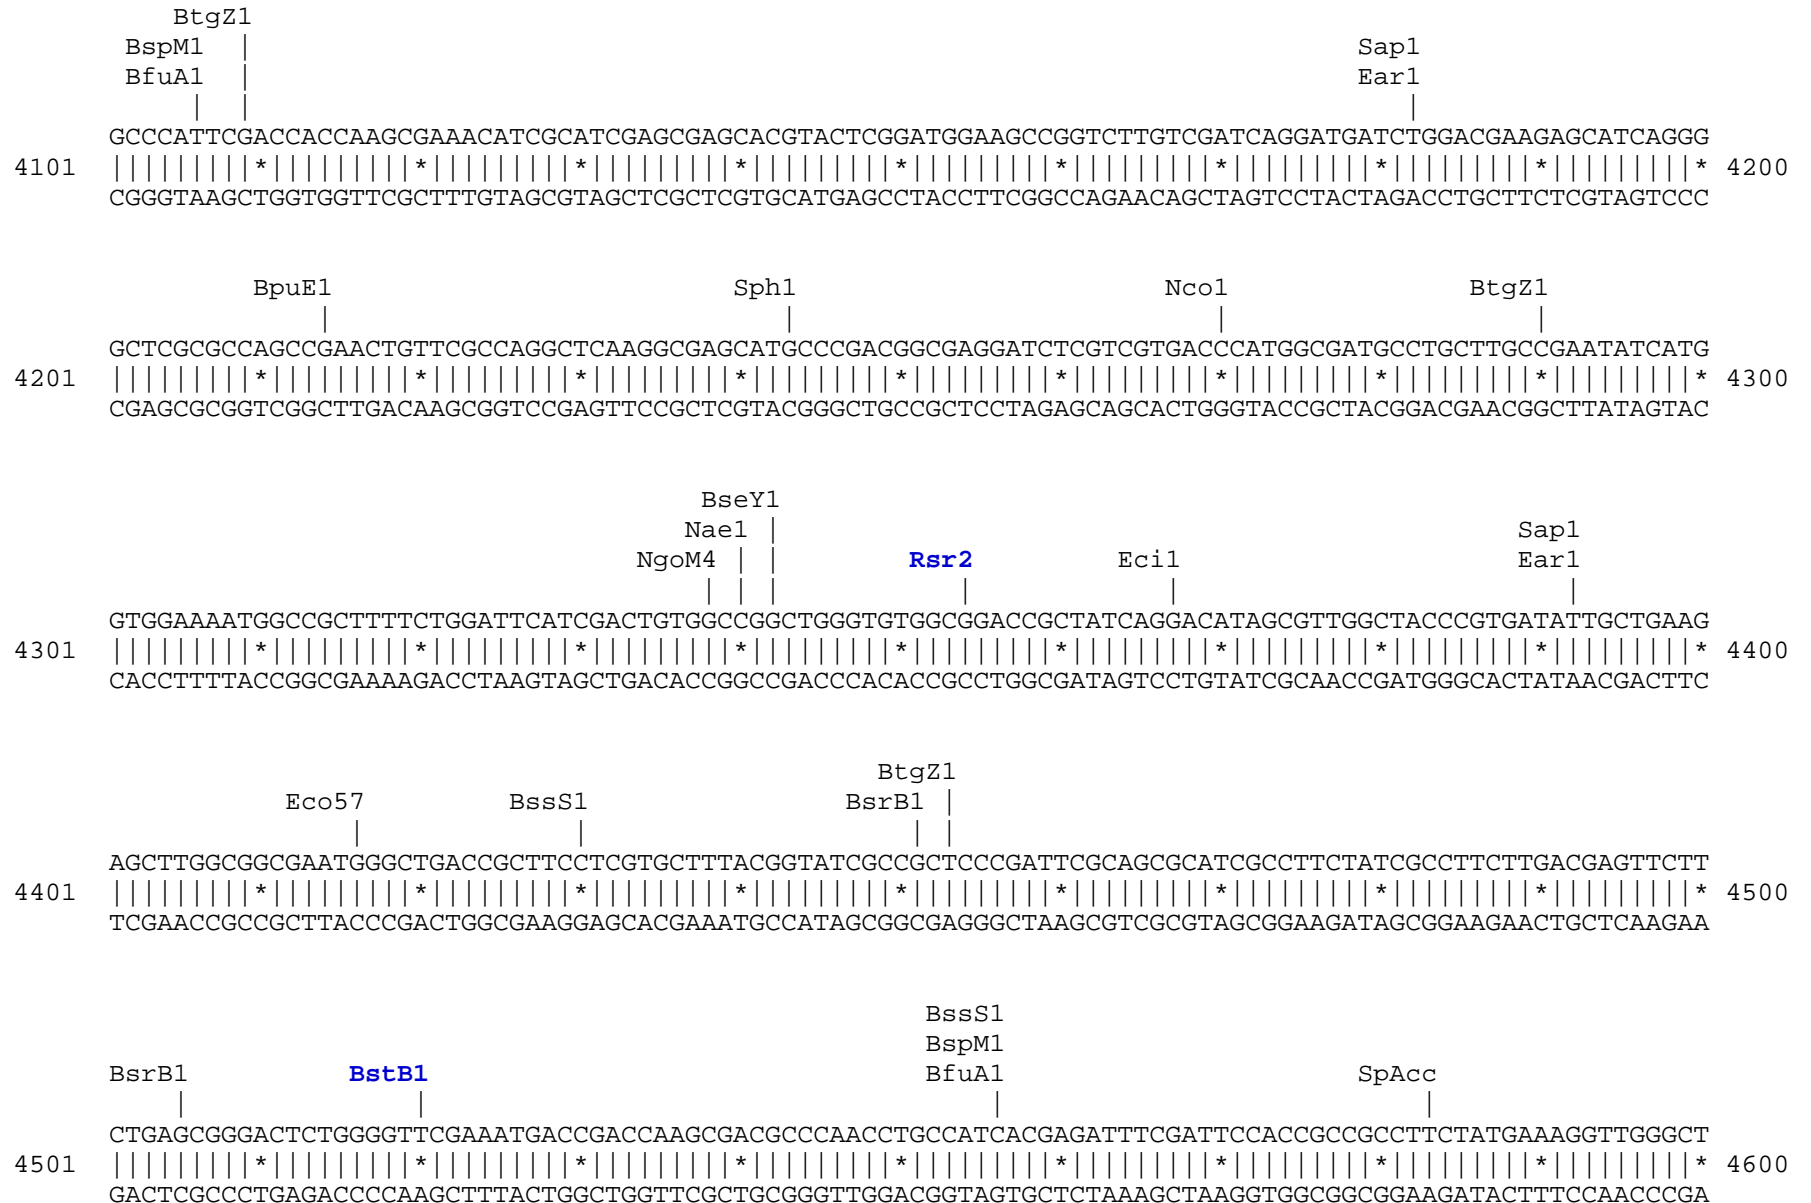 BtgZ1
BspM1 | Sap1
BfuA1 | Ear1
| | |
GCCCATTCGACCACCAAGCGAAACATCGCATCGAGCGAGCACGTACTCGGATGGAAGCCGGTCTTGTCGATCAGGATGATCTGGACGAAGAGCATCAGGG
4101 |||||||||*|||||||||*|||||||||*|||||||||*|||||||||*|||||||||*|||||||||*|||||||||*|||||||||*|||||||||* 4200
CGGGTAAGCTGGTGGTTCGCTTTGTAGCGTAGCTCGCTCGTGCATGAGCCTACCTTCGGCCAGAACAGCTAGTCCTACTAGACCTGCTTCTCGTAGTCCC
BpuE1 Sph1 Nco1 BtgZ1
| | | |
GCTCGCGCCAGCCGAACTGTTCGCCAGGCTCAAGGCGAGCATGCCCGACGGCGAGGATCTCGTCGTGACCCATGGCGATGCCTGCTTGCCGAATATCATG
4201 |||||||||*|||||||||*|||||||||*|||||||||*|||||||||*|||||||||*|||||||||*|||||||||*|||||||||*|||||||||* 4300
CGAGCGCGGTCGGCTTGACAAGCGGTCCGAGTTCCGCTCGTACGGGCTGCCGCTCCTAGAGCAGCACTGGGTACCGCTACGGACGAACGGCTTATAGTAC
BseY1
Nae1 | Sap1
NgoM4 | | Rsr2 Eci1 Ear1
| | | | | |
GTGGAAAATGGCCGCTTTTCTGGATTCATCGACTGTGGCCGGCTGGGTGTGGCGGACCGCTATCAGGACATAGCGTTGGCTACCCGTGATATTGCTGAAG
4301 |||||||||*|||||||||*|||||||||*|||||||||*|||||||||*|||||||||*|||||||||*|||||||||*|||||||||*|||||||||* 4400
CACCTTTTACCGGCGAAAAGACCTAAGTAGCTGACACCGGCCGACCCACACCGCCTGGCGATAGTCCTGTATCGCAACCGATGGGCACTATAACGACTTC
BtgZ1
Eco57 BssS1 BsrB1 |
| | | |
AGCTTGGCGGCGAATGGGCTGACCGCTTCCTCGTGCTTTACGGTATCGCCGCTCCCGATTCGCAGCGCATCGCCTTCTATCGCCTTCTTGACGAGTTCTT
4401 |||||||||*|||||||||*|||||||||*|||||||||*|||||||||*|||||||||*|||||||||*|||||||||*|||||||||*|||||||||* 4500
TCGAACCGCCGCTTACCCGACTGGCGAAGGAGCACGAAATGCCATAGCGGCGAGGGCTAAGCGTCGCGTAGCGGAAGATAGCGGAAGAACTGCTCAAGAA
BssS1
BspM1
BsrB1 BstB1 BfuA1 SpAcc
| | | |
CTGAGCGGGACTCTGGGGTTCGAAATGACCGACCAAGCGACGCCCAACCTGCCATCACGAGATTTCGATTCCACCGCCGCCTTCTATGAAAGGTTGGGCT
4501 |||||||||*|||||||||*|||||||||*|||||||||*|||||||||*|||||||||*|||||||||*|||||||||*|||||||||*|||||||||* 4600
GACTCGCCCTGAGACCCCAAGCTTTACTGGCTGGTTCGCTGCGGGTTGGACGGTAGTGCTCTAAAGCTAAGGTGGCGGCGGAAGATACTTTCCAACCCGA